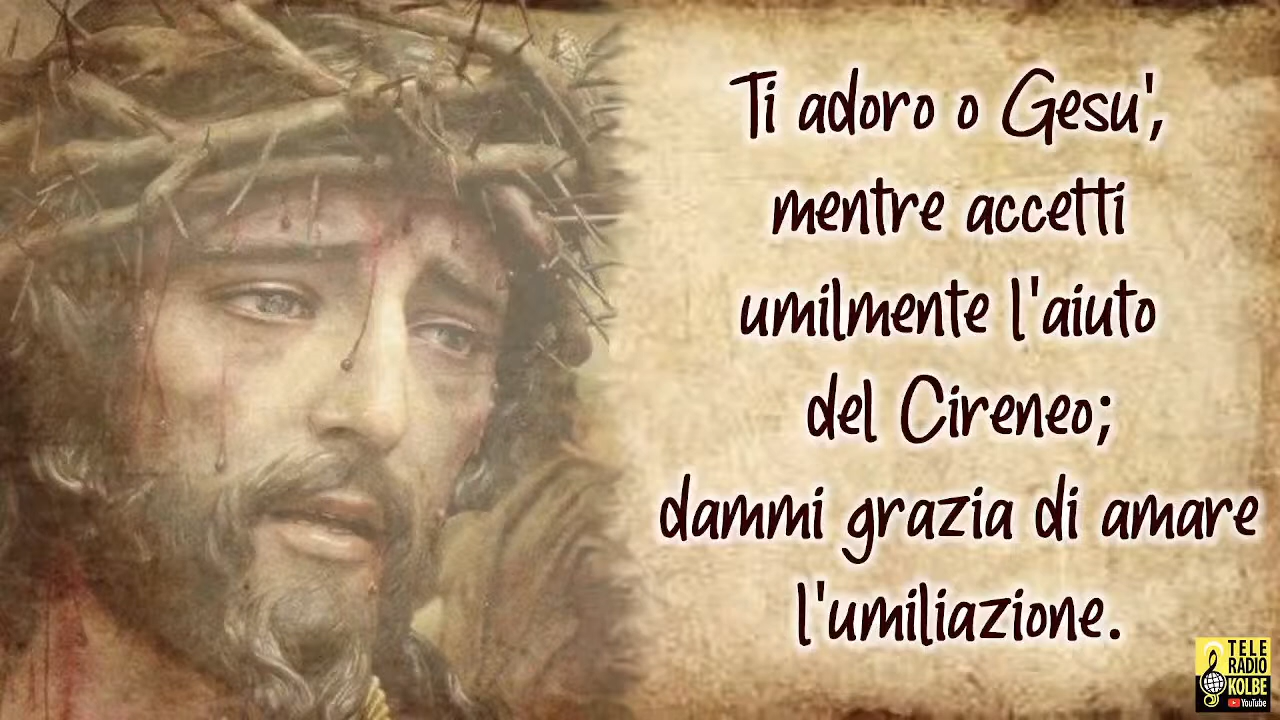 Ti adoro o Gesu',
mentre accetti
umilmente l'aiuto
del Cireneo;
dammi grazia di amare
l'umiliazione.
TELE
RADIO
KOLBE
YouTube